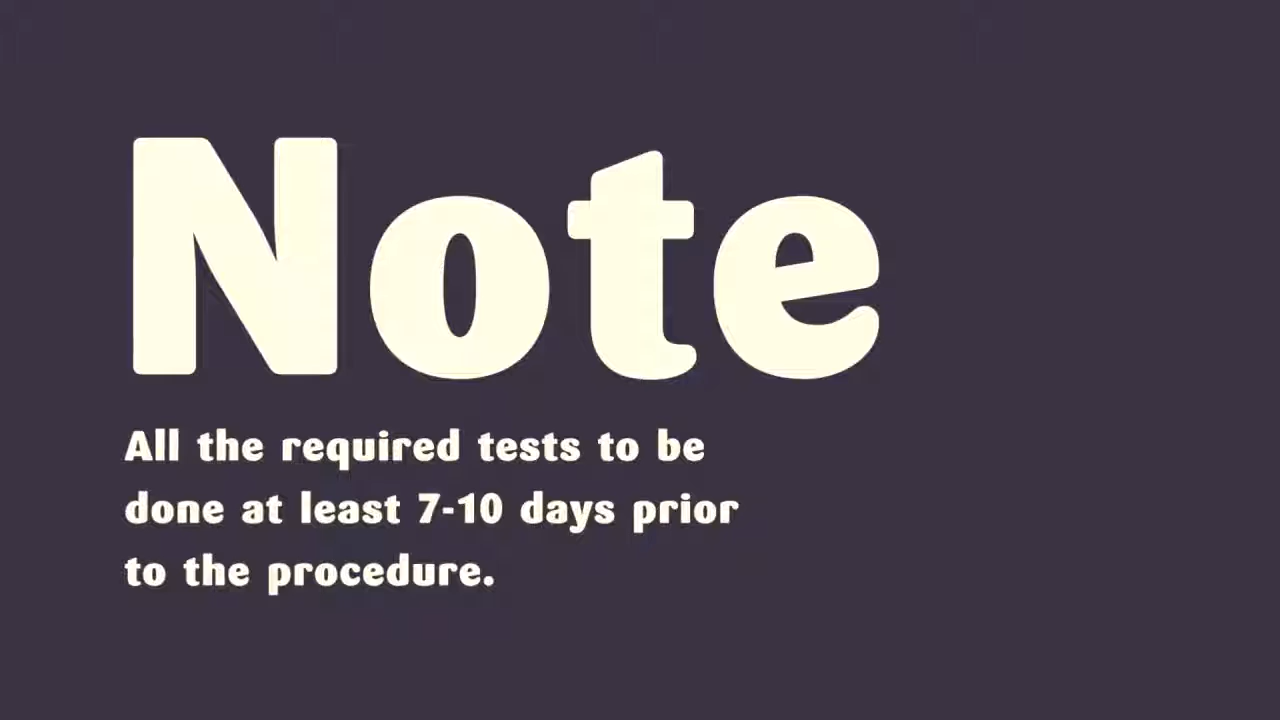 Note
All the required tests to be
done at least 7-10 days prior
to the procedure.